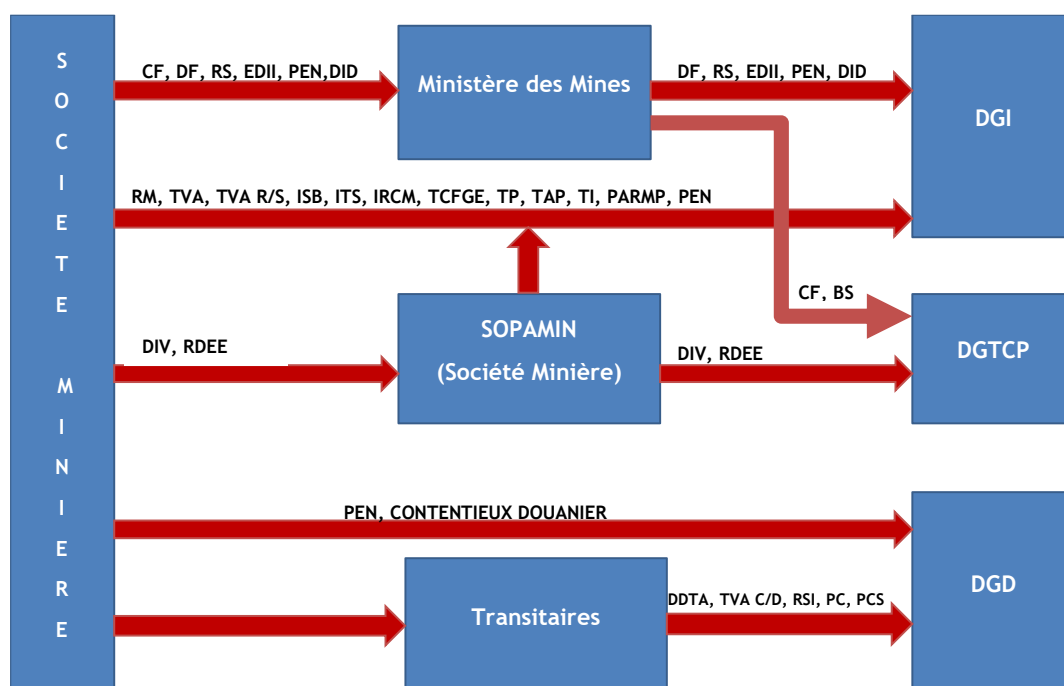 SOCIETE MINIERE
CF, DF, RS, EDII, PEN,DID
Ministère des Mines
DF, RS, EDII, PEN, DID
DGI
RM, TVA, TVA R/S, ISB, ITS, IRCM, TCFGE, TP, TAP, TI, PARMP, PEN
CF, BS
DIV, RDEE
SOPAMIN
(Société Minière)
DIV, RDEE
DGTCP
PEN, CONTENTIEUX DOUANIER
DGD
Transitaires
DDTA, TVA C/D, RSI, PC, PCS